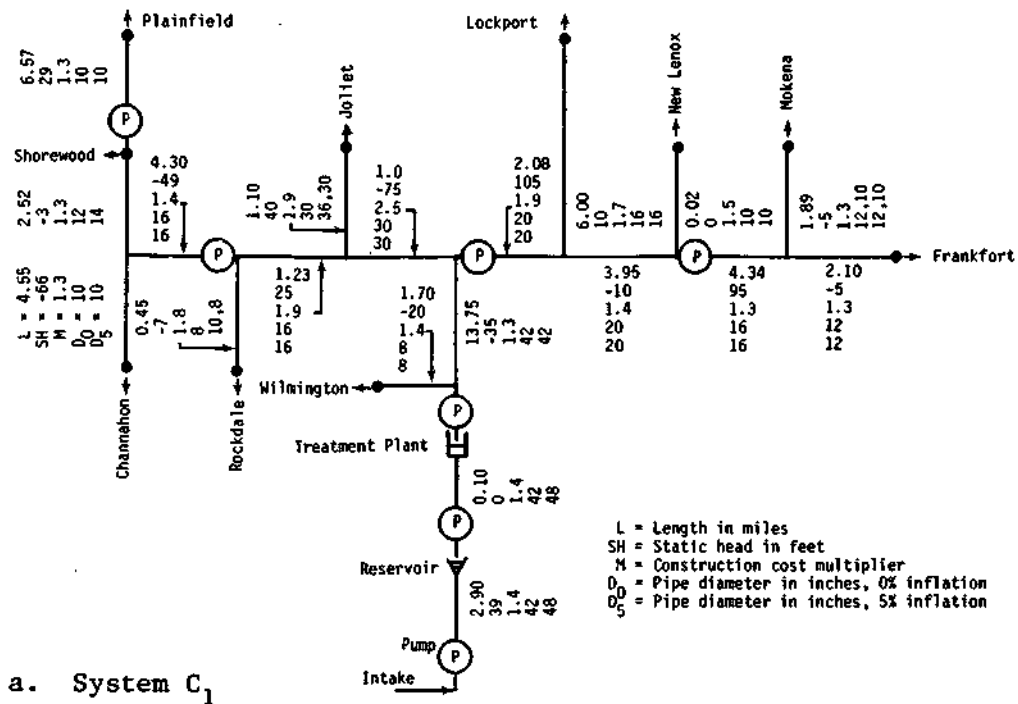 Plainfield
6.57
29
1.3
10
10
P
Shorewood
2.52
-3
1.3
12
14
4.30
-49
1.4
16
16
P
L = 4.55
SH = -66
M = 1.3
D0 = 10
D5 = 10
Channahon
0.45
-7
1.8
8
10,8
Rockdale
1.10
40
1.9
30
36,30
Joliet
1.23
25
1.9
16
16
1.0
-75
2.5
30
30
P
2.08
105
1.9
20
20
Lockport
6.00
10
1.7
16
16
New Lenox
0.02
0
1.5
10
10
Mokena
1.89
-5
1.3
12,10
12,10
Frankfort
3.95
-10
1.4
20
20
P
4.34
95
1.3
16
16
2.10
-5
1.3
12
12
1.70
-20
1.4
8
8
13.75
-35
1.3
42
42
Wilmington
P
Treatment Plant
0.10
0
1.4
42
48
P
Reservoir
2.90
39
1.4
42
48
Pump
P
Intake
L = Length in miles
SH = Static head in feet
M = Construction cost multiplier
D0 = Pipe diameter in inches, 0% inflation
D5 = Pipe diameter in inches, 5% inflation
a. System C1